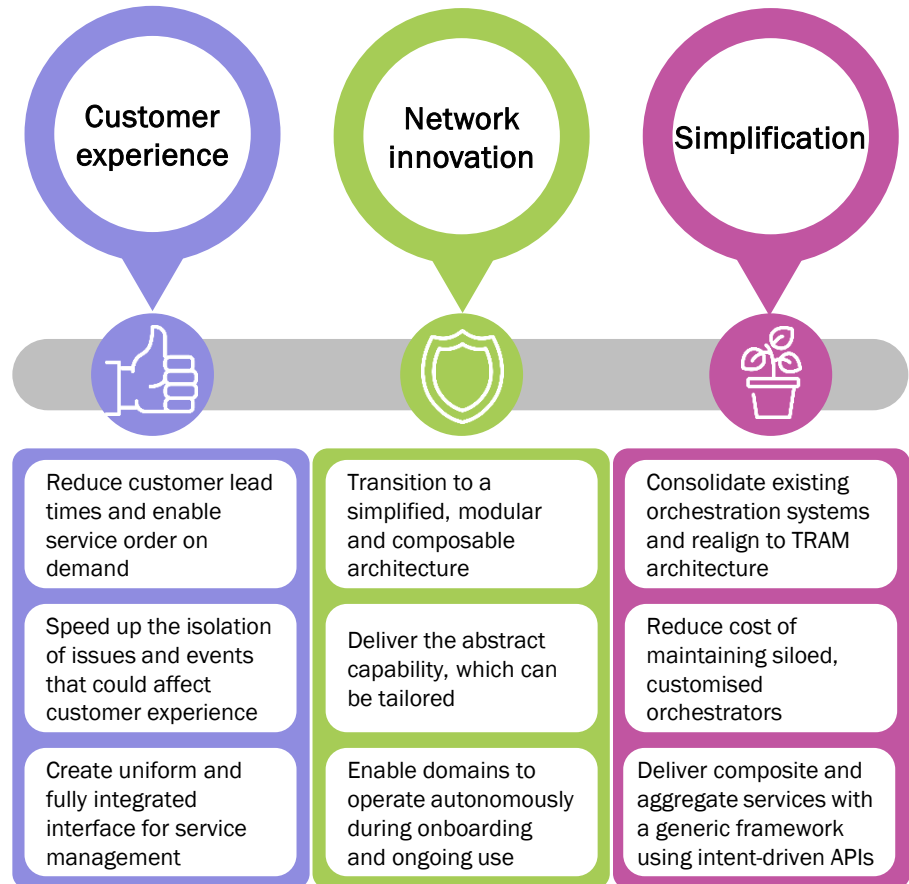 Customer
experience
Network
innovation
Simplification
Reduce customer lead
times and enable
service order on
demand
Speed up the isolation
of issues and events
that could affect
customer experience
Create uniform and
fully integrated
interface for service
management
Transition to a
simplified, modular
and composable
architecture
Deliver the abstract
capability, which can
be tailored
Enable domains to
operate autonomously
during onboarding
and ongoing use
Consolidate existing
orchestration systems
and realign to TRAM
architecture
Reduce cost of
maintaining siloed,
customised
orchestrators
Deliver composite and
aggregate services with
a generic framework
using intent-driven APIs